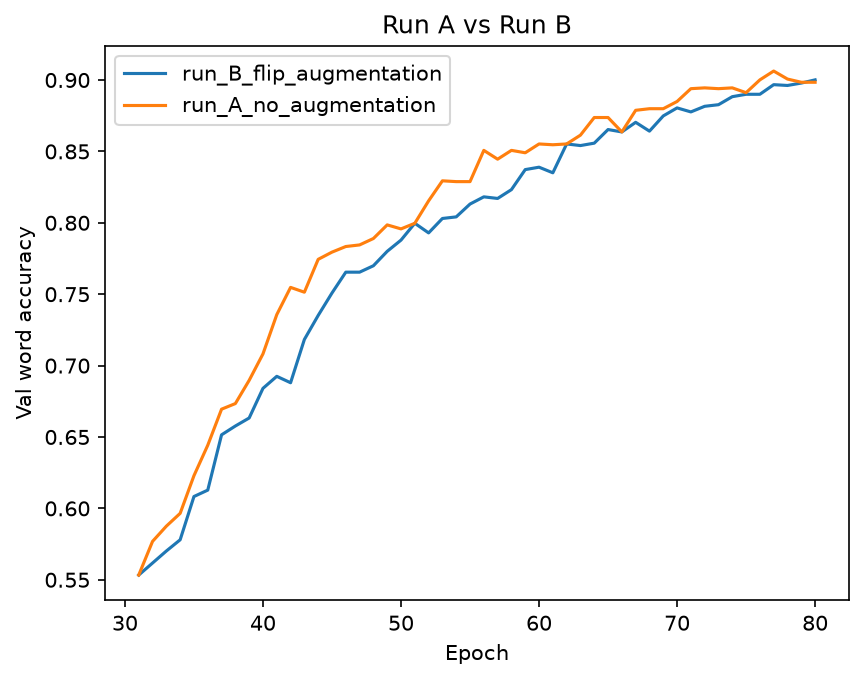 Run A vs Run B
run_B_flip_augmentation
run_A_no_augmentation
Val word accuracy
0.90
0.85
0.80
0.75
0.70
0.65
0.60
0.55
30 40 50 60 70 80
Epoch